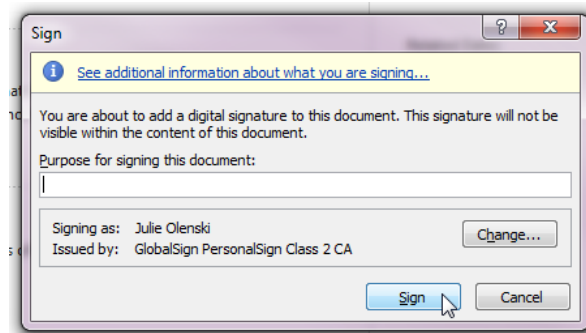 Sign
See additional information about what you are signing...
You are about to add a digital signature to this document. This signature will not be
visible within the content of this document.
Purpose for signing this document:
Signing as: Julie Olenski
Issued by: GlobalSign PersonalSign Class 2 CA
Change...
Sign
Cancel